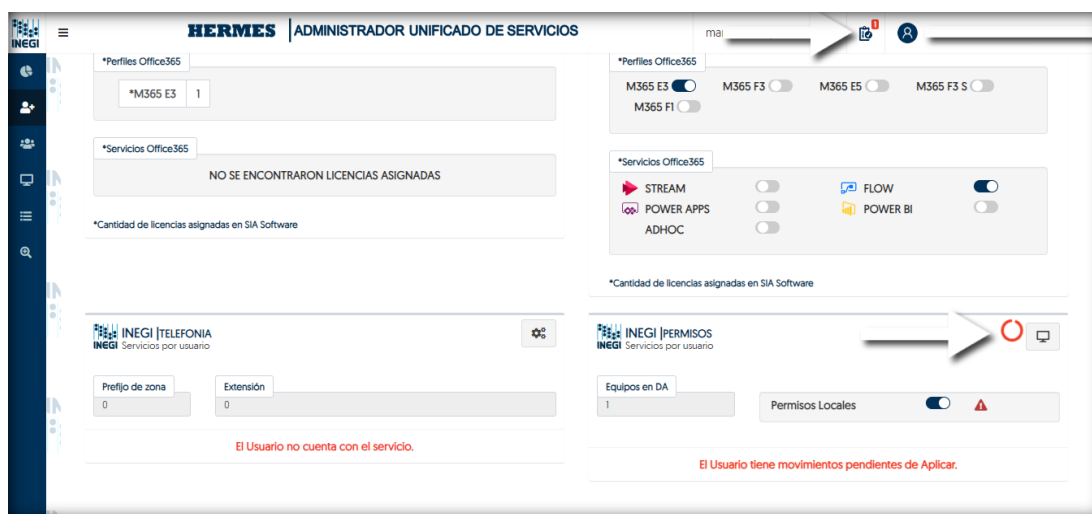 INEGI
HERMES | ADMINISTRADOR UNIFICADO DE SERVICIOS
1
*Perfiles Office365
*M365 E3 1
*Servicios Office365
NO SE ENCONTRARON LICENCIAS ASIGNADAS
*Cantidad de licencias asignadas en SIA Software
*Perfiles Office365
M365 E3 M365 F3 M365 E5 M365 F3 S
M365 F1
*Servicios Office365
STREAM FLOW
POWER APPS POWER BI
ADHOC
*Cantidad de licencias asignadas en SIA Software
INEGI |TELEFONIA
INEGI Servicios por usuario
Prefijo de zona Extensión
0 0
El Usuario no cuenta con el servicio.
INEGI |PERMISOS
INEGI Servicios por usuario
Equipos en DA
1 Permisos Locales
El Usuario tiene movimientos pendientes de Aplicar.